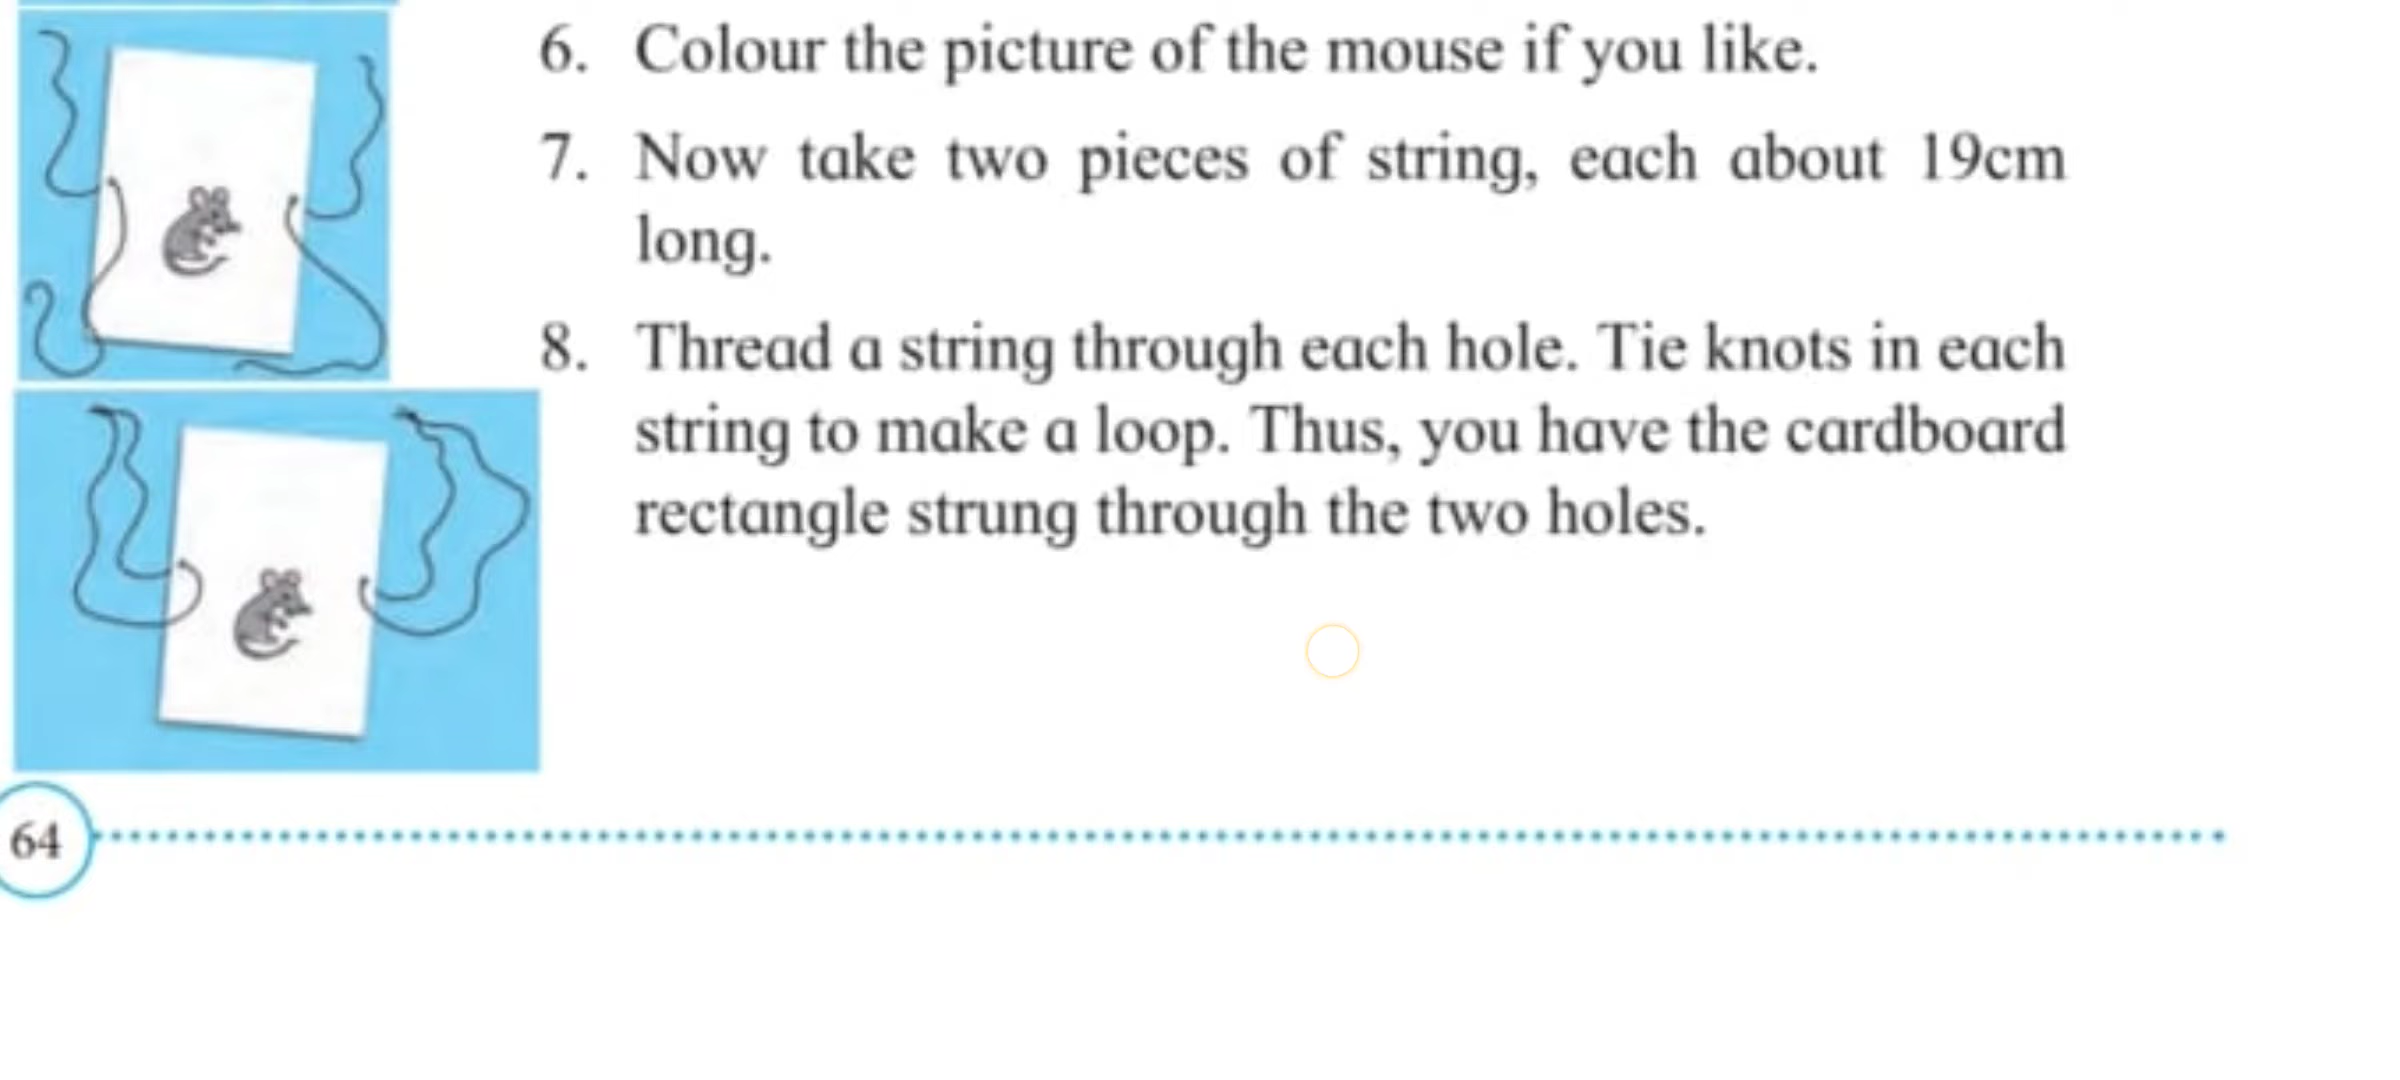 6. Colour the picture of the mouse if you like.
7. Now take two pieces of string, each about 19cm
long.
8. Thread a string through each hole. Tie knots in each
string to make a loop. Thus, you have the cardboard
rectangle strung through the two holes.
64